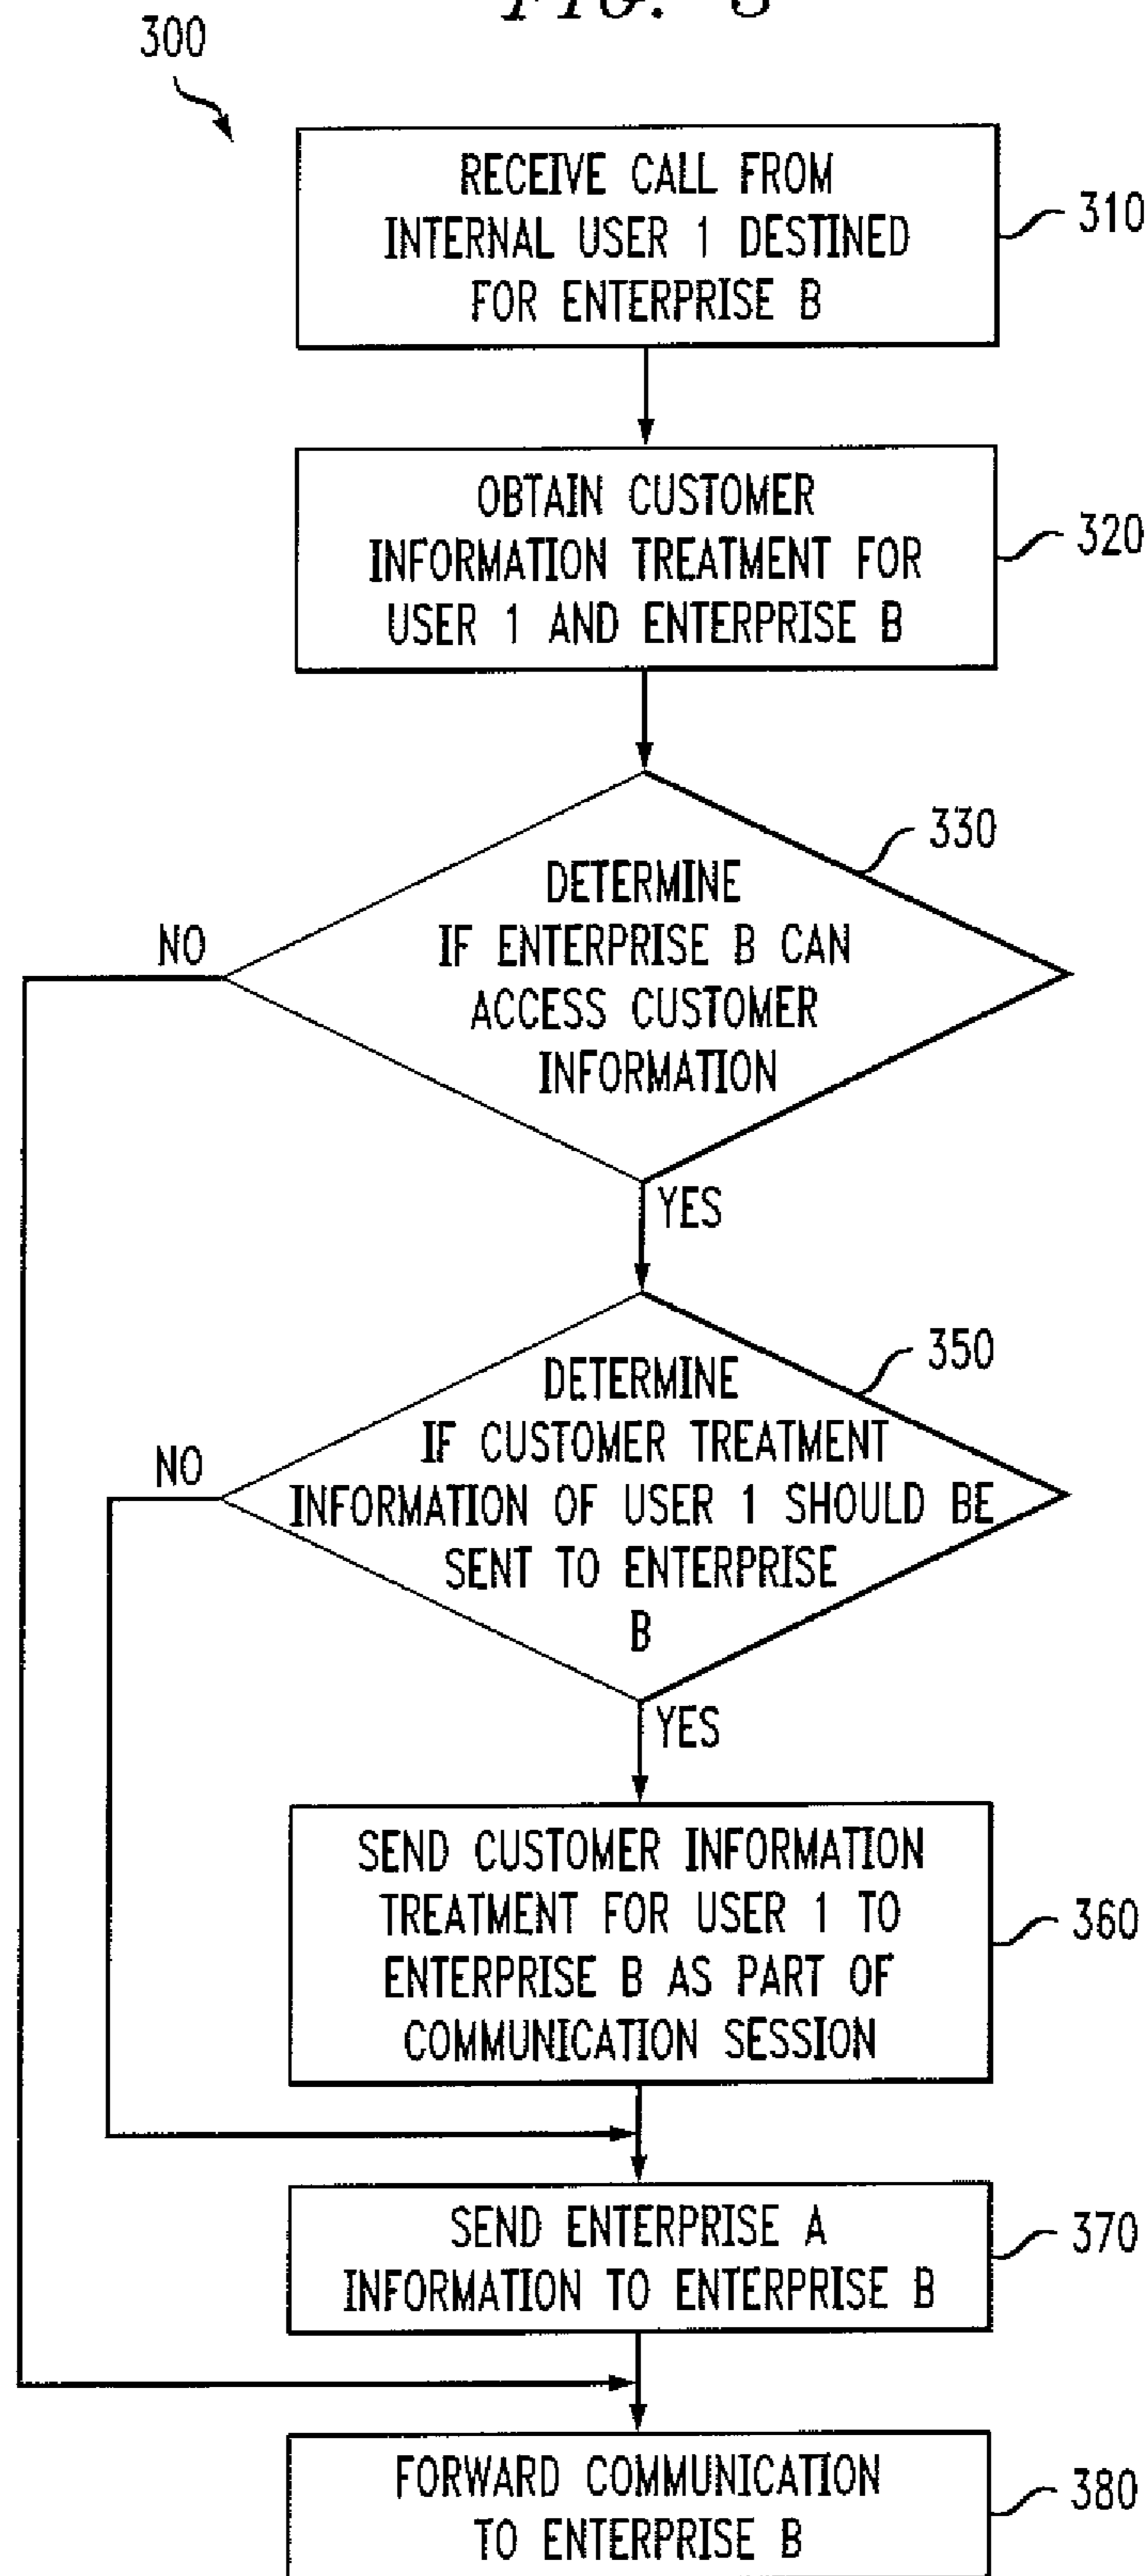 FIG. 3
300
RECEIVE CALL FROM
INTERNAL USER 1 DESTINED
FOR ENTERPRISE B
310
OBTAIN CUSTOMER
INFORMATION TREATMENT FOR
USER 1 AND ENTERPRISE B
320
330
DETERMINE
IF ENTERPRISE B CAN
ACCESS CUSTOMER
INFORMATION
NO
YES
350
DETERMINE
IF CUSTOMER TREATMENT
INFORMATION OF USER 1 SHOULD BE
SENT TO ENTERPRISE
B
NO
YES
SEND CUSTOMER INFORMATION
TREATMENT FOR USER 1 TO
ENTERPRISE B AS PART OF
COMMUNICATION SESSION
360
SEND ENTERPRISE A
INFORMATION TO ENTERPRISE B
370
FORWARD COMMUNICATION
TO ENTERPRISE B
380